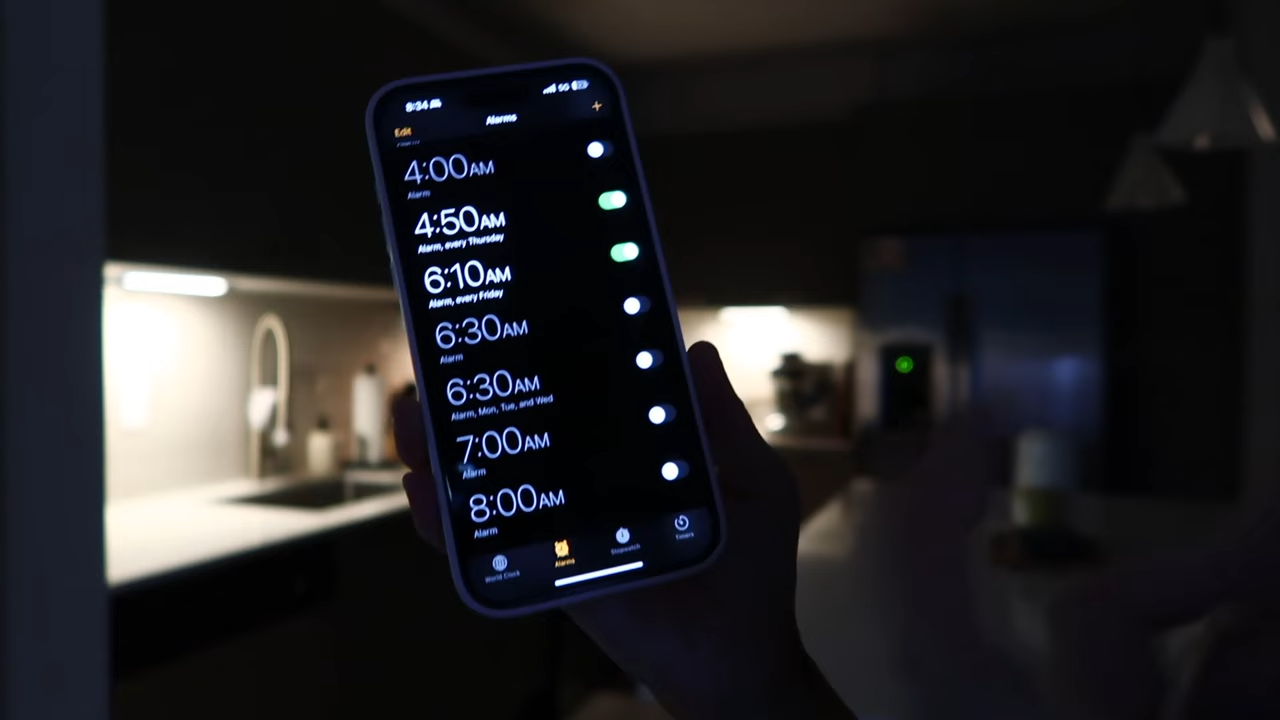 8:34
5G
Alarms
Edit
+
4:00AM
Alarm
4:50AM
Alarm, every Thursday
6:10AM
Alarm, every Friday
6:30AM
Alarm
6:30AM
Alarm, Mon, Tue, and Wed
7:00AM
Alarm
8:00AM
Alarm
World Clock
Alarms
Stopwatch
Timers